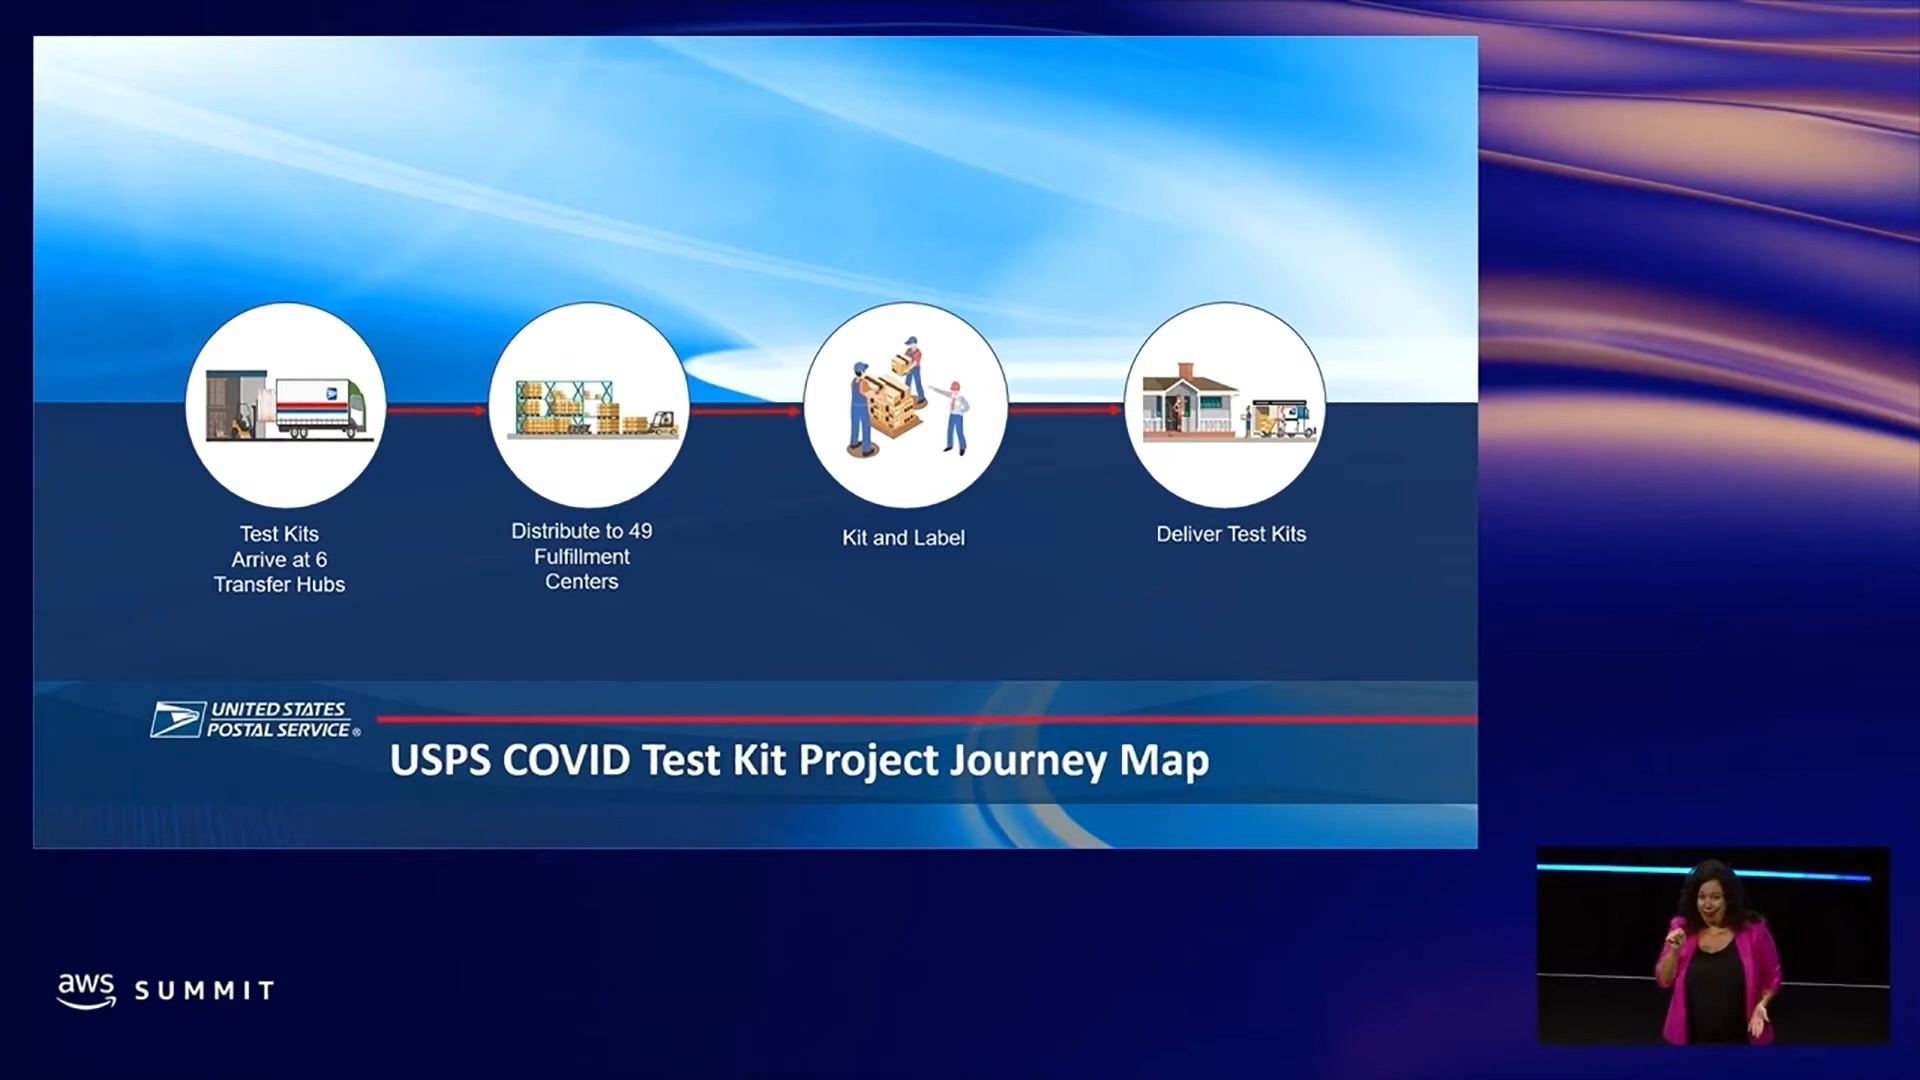 Test Kits
Arrive at 6
Transfer Hubs
Distribute to 49
Fulfillment
Centers
Kit and Label
Deliver Test Kits
UNITED STATES
POSTAL SERVICE®
USPS COVID Test Kit Project Journey Map
aws SUMMIT